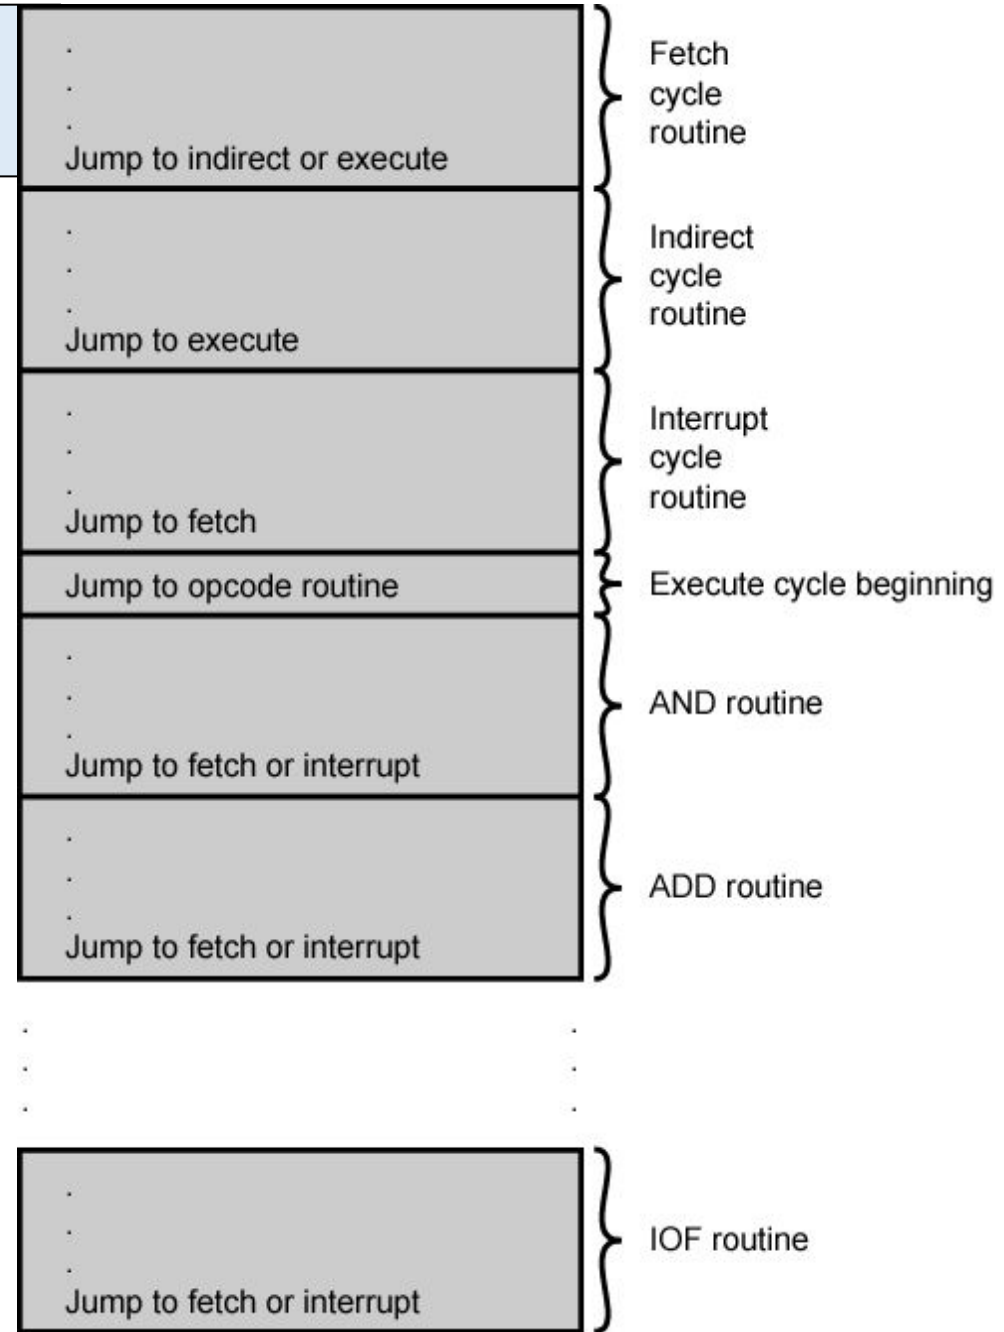 Fetch
cycle
routine
Jump to indirect or execute
Indirect
cycle
routine
Jump to execute
Interrupt
cycle
routine
Jump to fetch
Jump to opcode routine
Execute cycle beginning
AND routine
Jump to fetch or interrupt
ADD routine
Jump to fetch or interrupt
IOF routine
Jump to fetch or interrupt